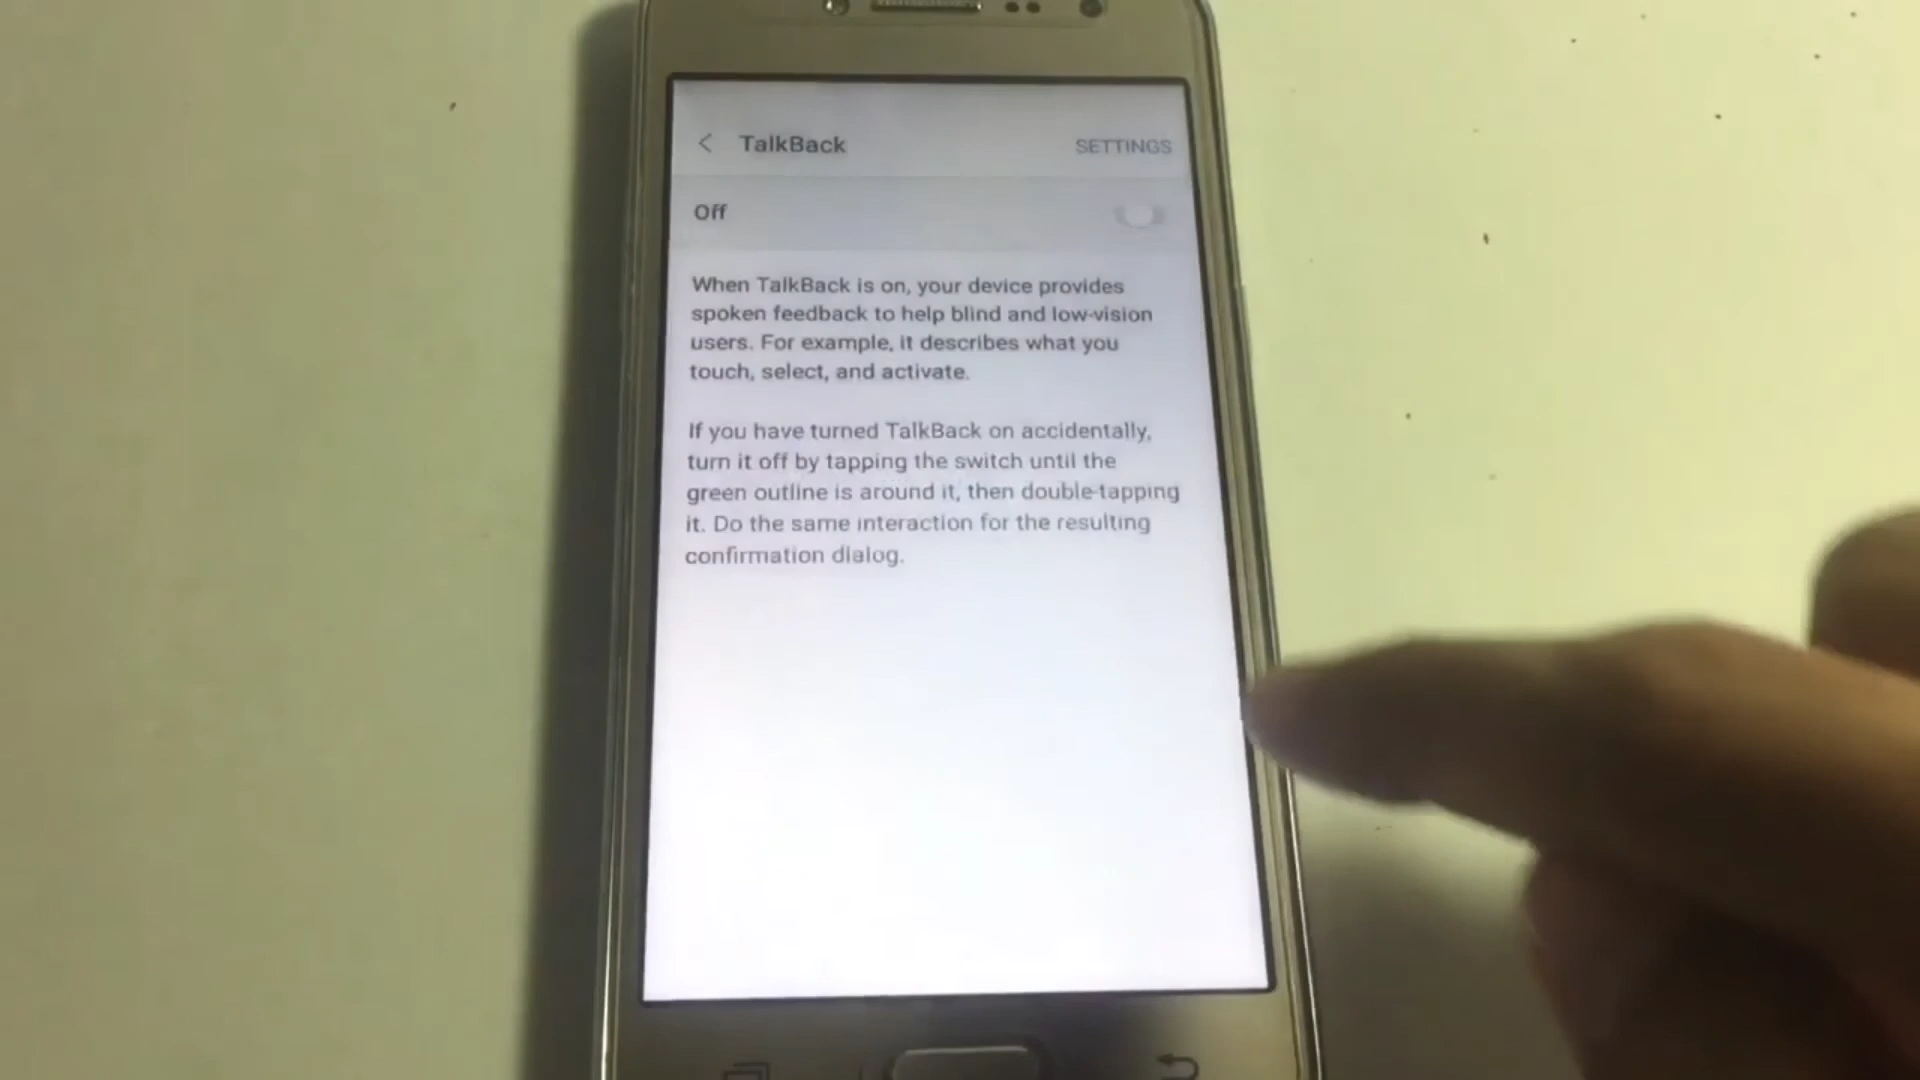 TalkBack
SETTINGS
Off
When TalkBack is on, your device provides
spoken feedback to help blind and low-vision
users. For example, it describes what you
touch, select, and activate.
If you have turned TalkBack on accidentally,
turn it off by tapping the switch until the
green outline is around it, then double-tapping
it. Do the same interaction for the resulting
confirmation dialog.